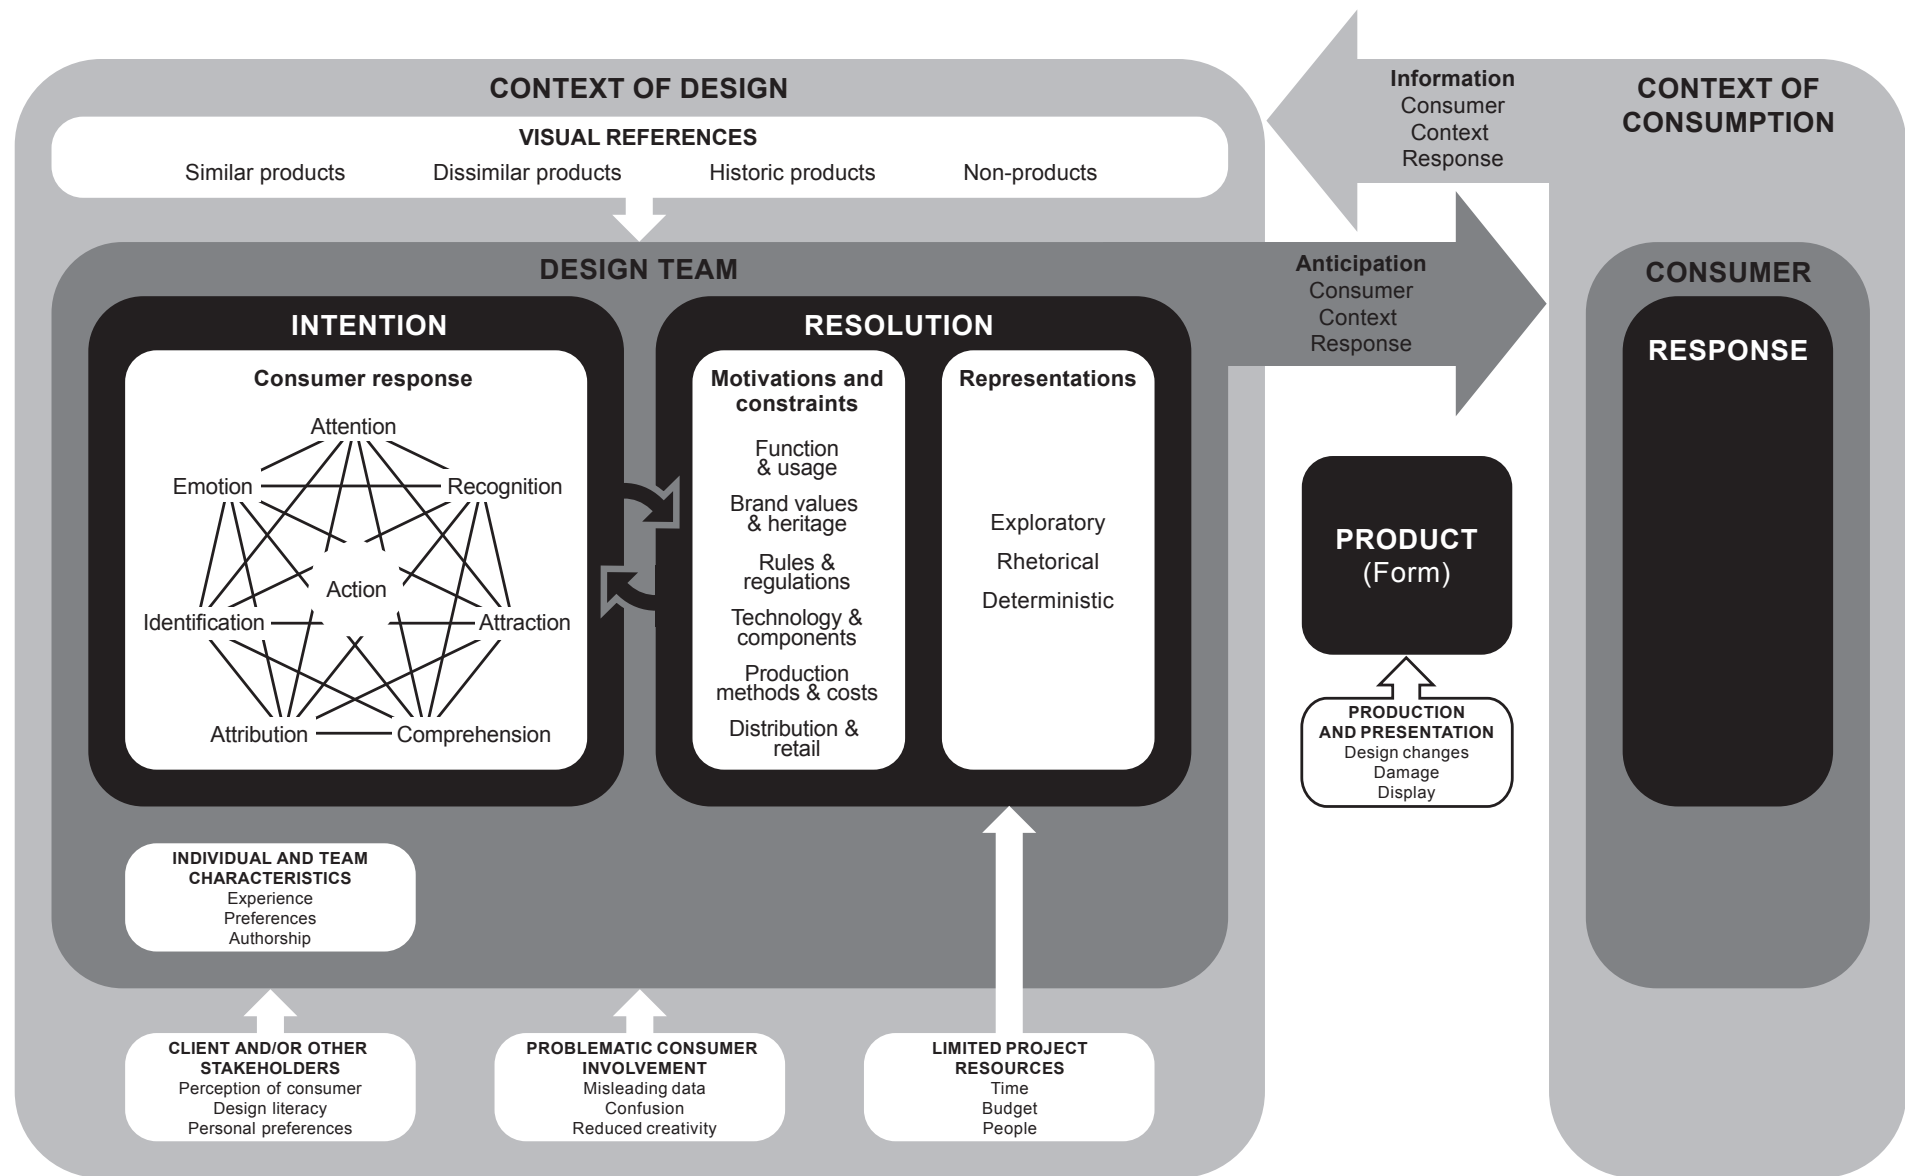 CONTEXT OF DESIGN
VISUAL REFERENCES
Similar products
Dissimilar products
Historic products
Non-products
Information
Consumer
Context
Response
CONTEXT OF
CONSUMPTION
DESIGN TEAM
Anticipation
Consumer
Context
Response
CONSUMER
RESPONSE
INTENTION
Consumer response
Attention
Emotion
Recognition
Action
Identification
Attraction
Attribution
Comprehension
RESOLUTION
Motivations and
constraints
Function
& usage
Brand values
& heritage
Rules &
regulations
Technology &
components
Production
methods & costs
Distribution &
retail
Representations
Exploratory
Rhetorical
Deterministic
PRODUCT
(Form)
PRODUCTION
AND PRESENTATION
Design changes
Damage
Display
INDIVIDUAL AND TEAM
CHARACTERISTICS
Experience
Preferences
Authorship
CLIENT AND/OR OTHER
STAKEHOLDERS
Perception of consumer
Design literacy
Personal preferences
PROBLEMATIC CONSUMER
INVOLVEMENT
Misleading data
Confusion
Reduced creativity
LIMITED PROJECT
RESOURCES
Time
Budget
People